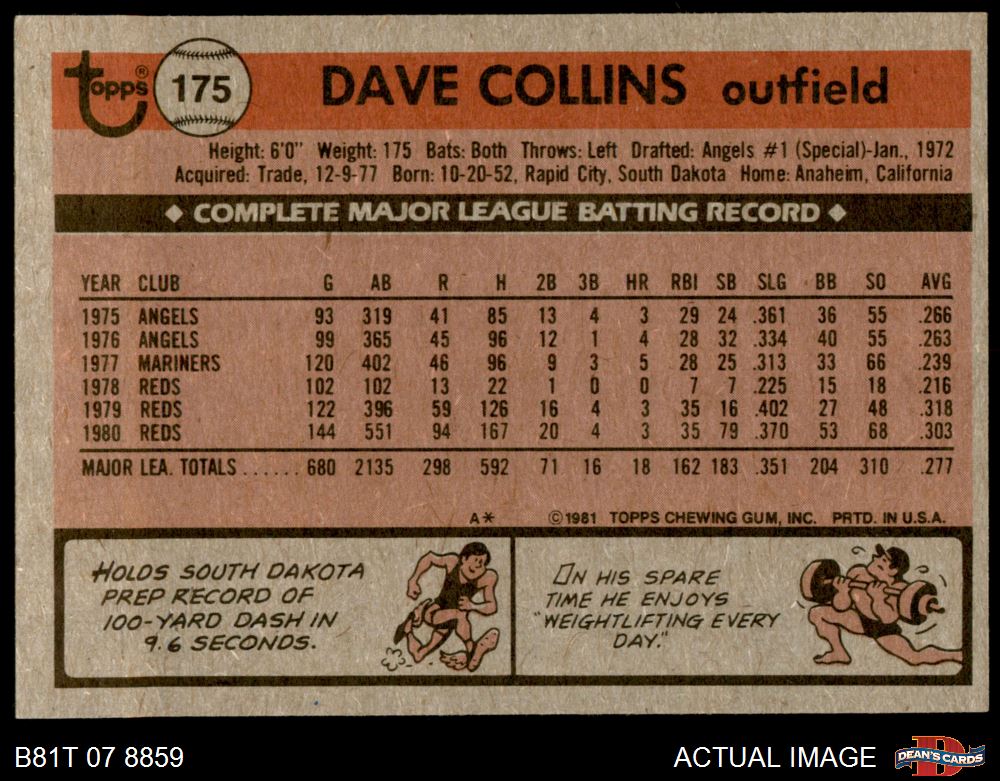 topps® 175 DAVE COLLINS outfield
Height: 6'0" Weight: 175 Bats: Both Throws: Left Drafted: Angels #1 (Special)-Jan., 1972
Acquired: Trade, 12-9-77 Born: 10-20-52, Rapid City, South Dakota Home: Anaheim, California
◆ COMPLETE MAJOR LEAGUE BATTING RECORD ◆
YEAR CLUB G AB R H 2B 3B HR RBI SB SLG BB SO AVG
1975 ANGELS 93 319 41 85 13 4 3 29 24 .361 36 55 .266
1976 ANGELS 99 365 45 96 12 1 4 28 32 .334 40 55 .263
1977 MARINERS 120 402 46 96 9 3 5 28 25 .313 33 66 .239
1978 REDS 102 102 13 22 1 0 0 7 7 .225 15 18 .216
1979 REDS 122 396 59 126 16 4 3 35 16 .402 27 48 .318
1980 REDS 144 551 94 167 20 4 3 35 79 .370 53 68 .303
MAJOR LEA. TOTALS ...... 680 2135 298 592 71 16 18 162 183 .351 204 310 .277
A* ©1981 TOPPS CHEWING GUM, INC. PRTD. IN U.S.A.
HOLDS SOUTH DAKOTA
PREP RECORD OF
100-YARD DASH IN
9.6 SECONDS.
IN HIS SPARE
TIME HE ENJOYS
"WEIGHTLIFTING EVERY
DAY."
B81T 07 8859 ACTUAL IMAGE D DEAN'S CARDS